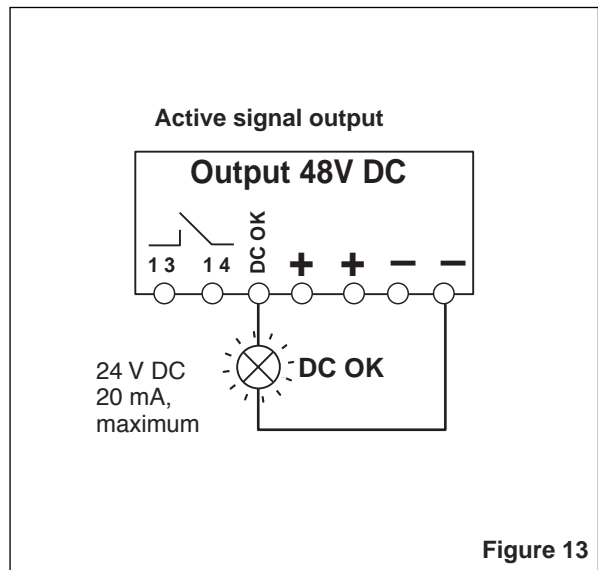 Active signal output
Output 48V DC
13 14 DC OK + + – –
24 V DC
20 mA,
maximum
DC OK
Figure 13